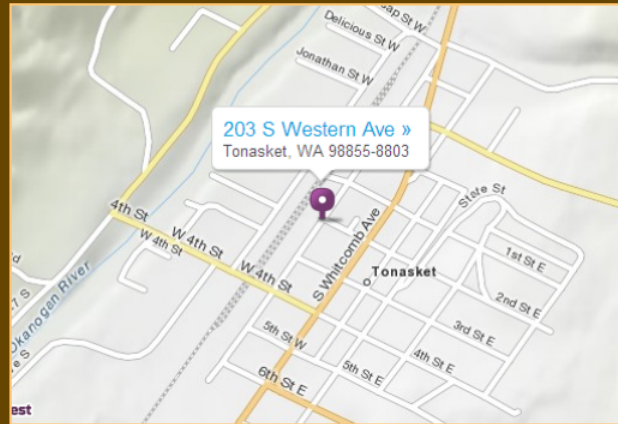 Delicious St W
Jonathan St W
203 S Western Ave »
Tonasket, WA 98855-8803
State St
4th St
W 4th St
W 4th St
W 4th St
S Whitcomb Ave
Tonasket
1st St E
2nd St E
3rd St E
4th St E
5th St W
5th St E
6th St E
Okanogan River
est